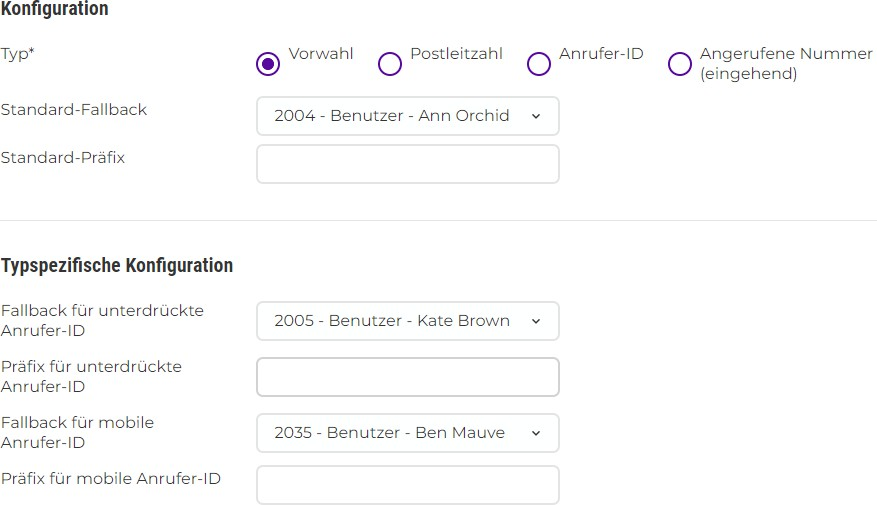 Konfiguration
Typ*
Vorwahl
Postleitzahl
Anrufer-ID
Angerufene Nummer
(eingehend)
Standard-Fallback
2004 - Benutzer - Ann Orchid
Standard-Präfix
Typspezifische Konfiguration
Fallback für unterdrückte
Anrufer-ID
2005 - Benutzer - Kate Brown
Präfix für unterdrückte
Anrufer-ID
Fallback für mobile
Anrufer-ID
2035 - Benutzer - Ben Mauve
Präfix für mobile Anrufer-ID